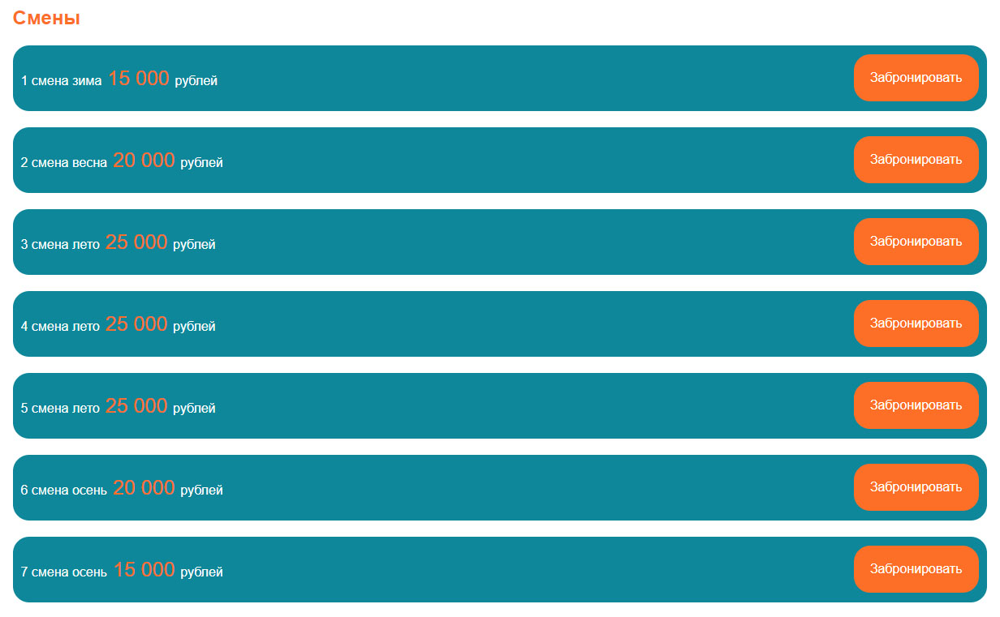 Смены
1 смена зима 15 000 рублей Забронировать
2 смена весна 20 000 рублей Забронировать
3 смена лето 25 000 рублей Забронировать
4 смена лето 25 000 рублей Забронировать
5 смена лето 25 000 рублей Забронировать
6 смена осень 20 000 рублей Забронировать
7 смена осень 15 000 рублей Забронировать